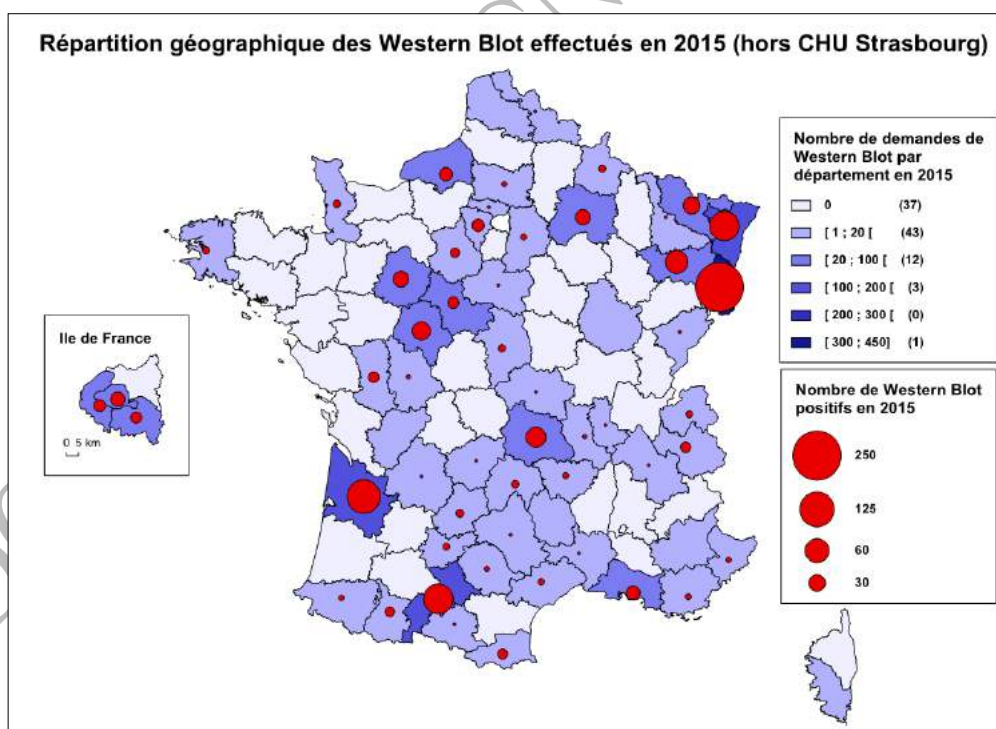 Répartition géographique des Western Blot effectués en 2015 (hors CHU Strasbourg)
Nombre de demandes de
Western Blot par
département en 2015
0 (37)
[ 1 ; 20 [ (43)
[ 20 ; 100 [ (12)
[ 100 ; 200 [ (3)
[ 200 ; 300 [ (0)
[ 300 ; 450] (1)
Ile de France
0 5 km
Nombre de Western Blot
positifs en 2015
250
125
60
30